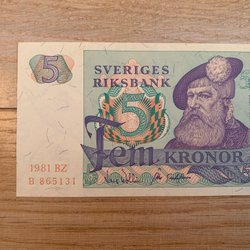 5
SVERIGES
RIKSBANK
5
Fem KRONOR
1981 BZ
B 865131